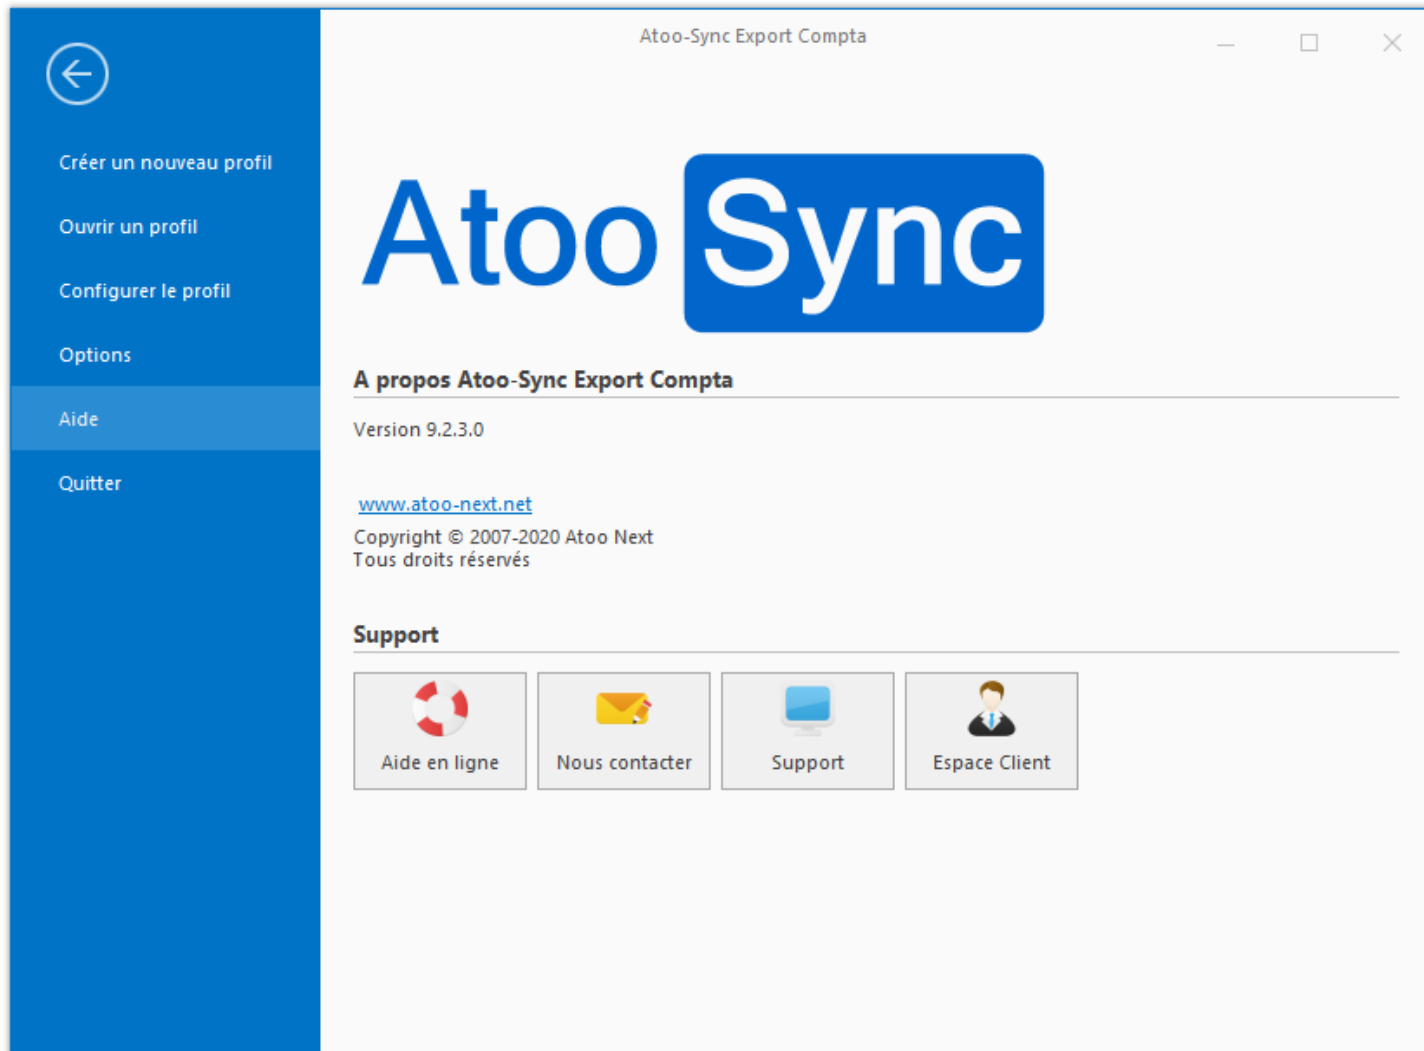 Atoo-Sync Export Compta
Créer un nouveau profil
Ouvrir un profil
Configurer le profil
Options
Aide
Quitter
Atoo Sync
A propos Atoo-Sync Export Compta
Version 9.2.3.0
www.atoo-next.net
Copyright © 2007-2020 Atoo Next
Tous droits réservés
Support
Aide en ligne
Nous contacter
Support
Espace Client